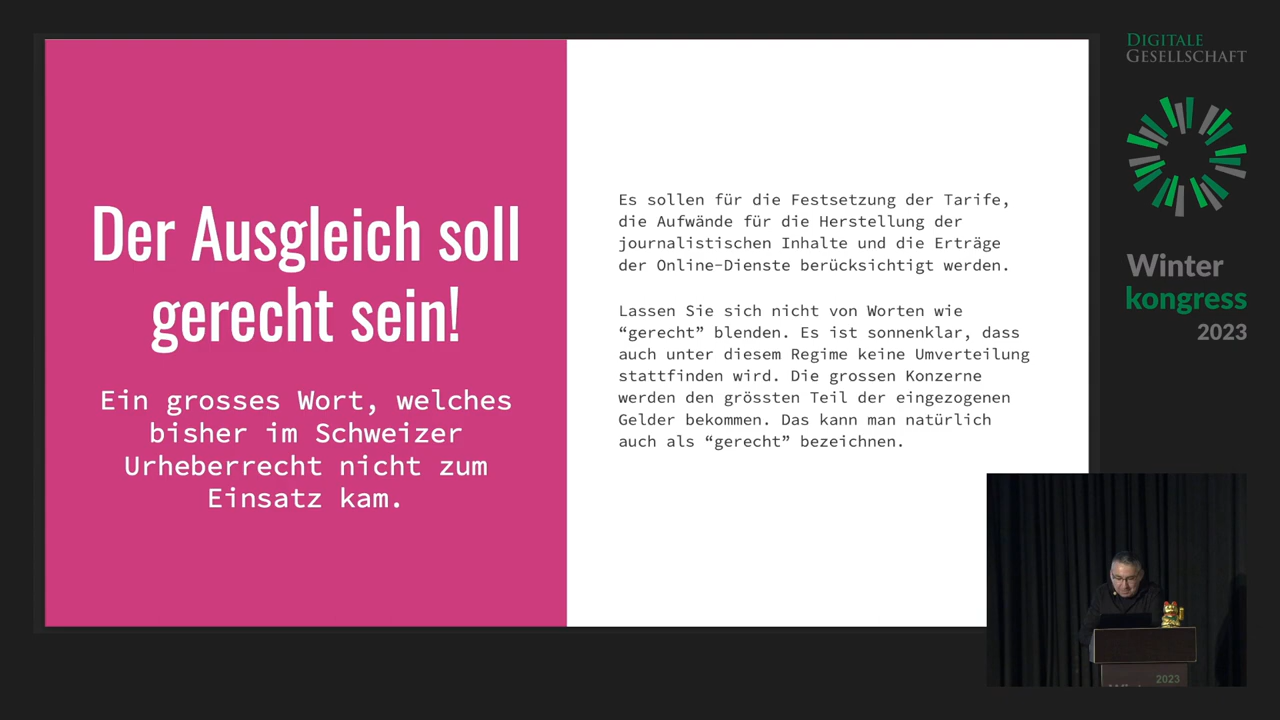 Der Ausgleich soll
gerecht sein!
Ein grosses Wort, welches
bisher im Schweizer
Urheberrecht nicht zum
Einsatz kam.
Es sollen für die Festsetzung der Tarife,
die Aufwände für die Herstellung der
journalistischen Inhalte und die Erträge
der Online-Dienste berücksichtigt werden.
Lassen Sie sich nicht von Worten wie
“gerecht” blenden. Es ist sonnenklar, dass
auch unter diesem Regime keine Umverteilung
stattfinden wird. Die grossen Konzerne
werden den grössten Teil der eingezogenen
Gelder bekommen. Das kann man natürlich
auch als “gerecht” bezeichnen.
DIGITALE
GESELLSCHAFT
Winter
kongress
2023
2023